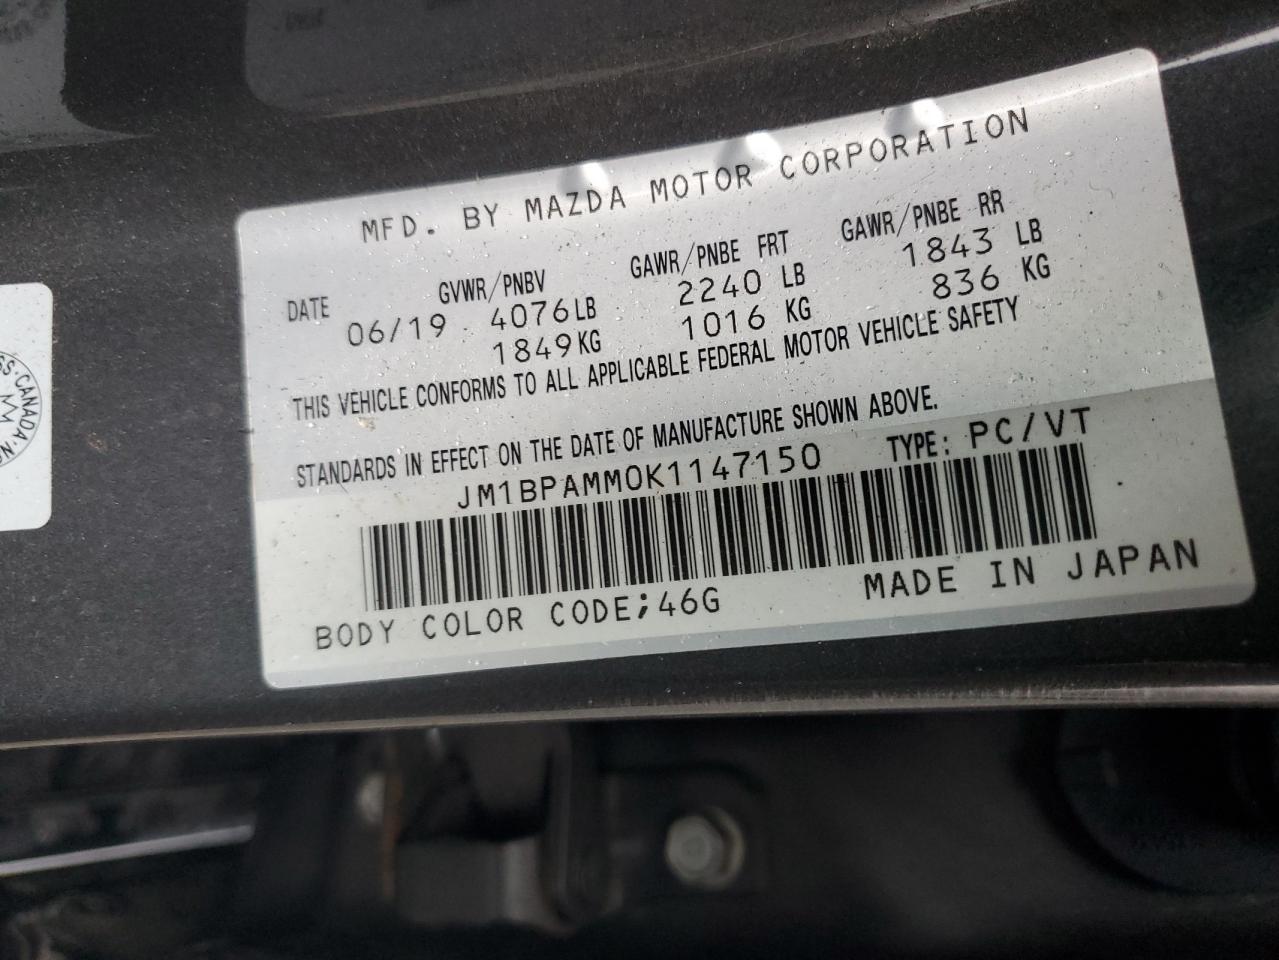 MFD. BY MAZDA MOTOR CORPORATION
DATE GVWR/PNBV GAWR/PNBE FRT GAWR/PNBE RR
06/19 4076LB 2240 LB 1843 LB
1849KG 1016 KG 836 KG
THIS VEHICLE CONFORMS TO ALL APPLICABLE FEDERAL MOTOR VEHICLE SAFETY
STANDARDS IN EFFECT ON THE DATE OF MANUFACTURE SHOWN ABOVE.
JM1BPAMM0K1147150 TYPE: PC/VT
BODY COLOR CODE;46G MADE IN JAPAN
CANADA